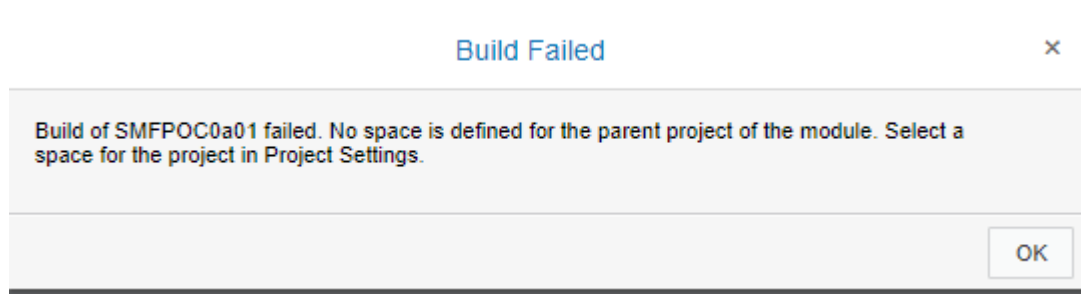 Build Failed
×
Build of SMFPOC0a01 failed. No space is defined for the parent project of the module. Select a
space for the project in Project Settings.
OK